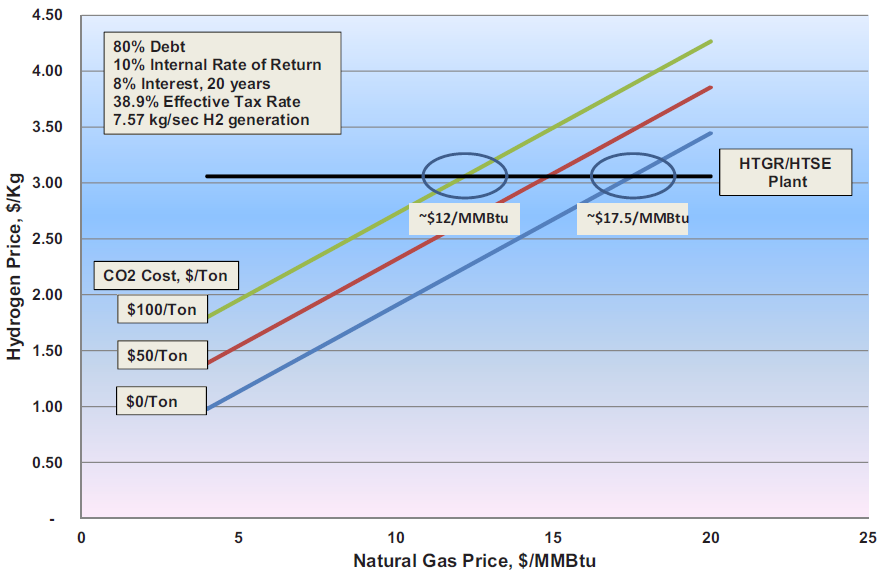 4.50
4.00
3.50
3.00
2.50
2.00
1.50
1.00
0.50
-
Hydrogen Price, $/Kg
80% Debt
10% Internal Rate of Return
8% Interest, 20 years
38.9% Effective Tax Rate
7.57 kg/sec H2 generation
HTGR/HTSE
Plant
~$12/MMBtu
~$17.5/MMBtu
CO2 Cost, $/Ton
$100/Ton
$50/Ton
$0/Ton
0
5
10
15
20
25
Natural Gas Price, $/MMBtu